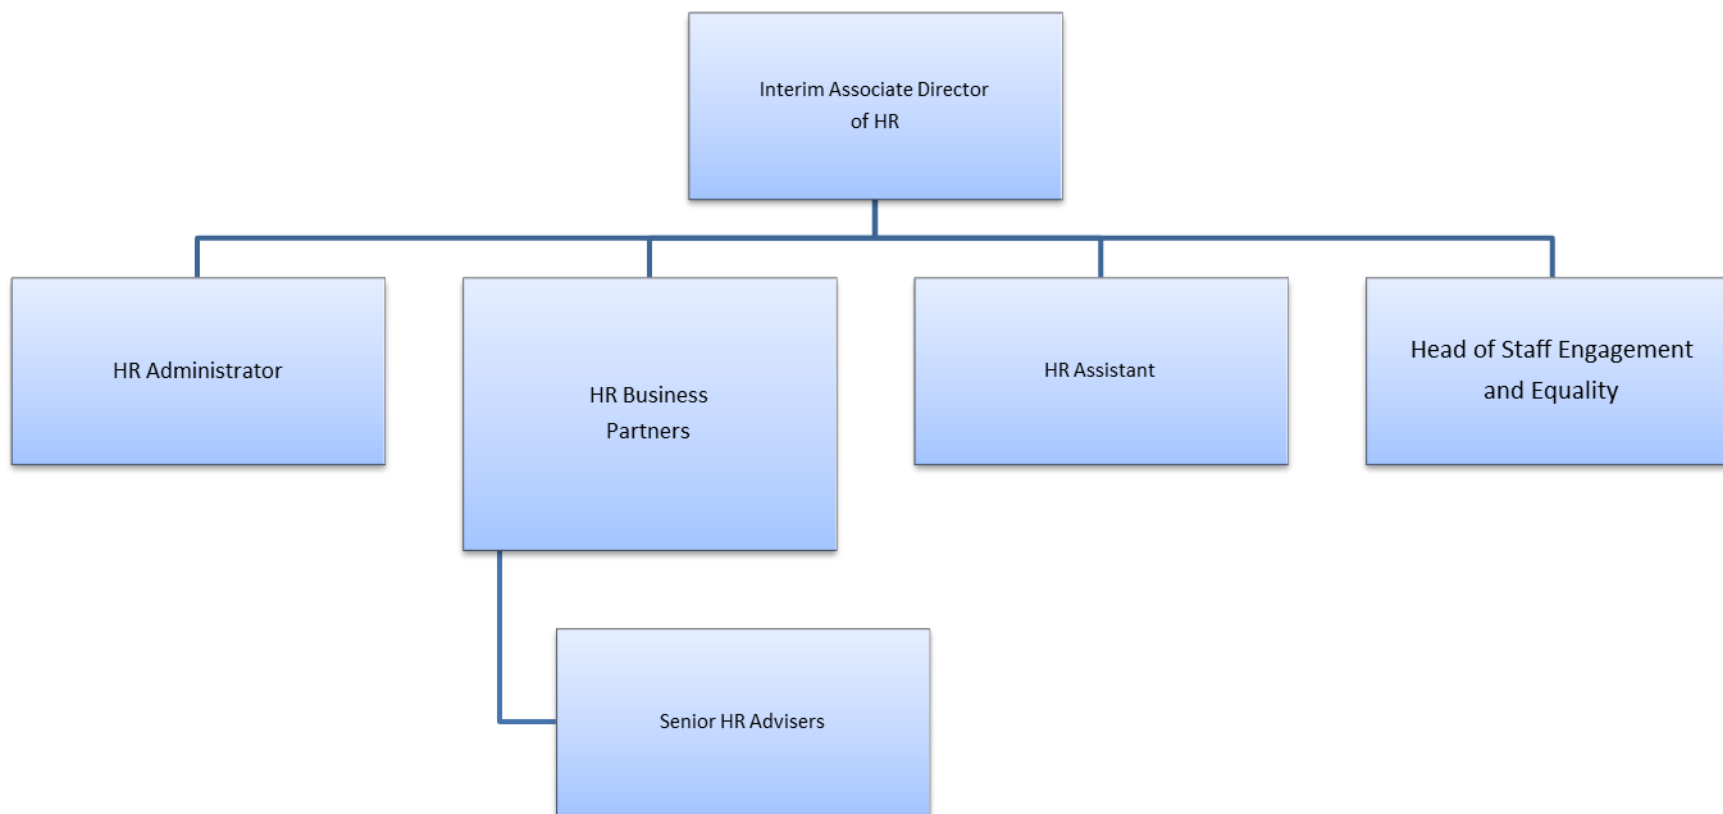 Interim Associate Director
of HR
HR Administrator
HR Business
Partners
HR Assistant
Head of Staff Engagement
and Equality
Senior HR Advisers